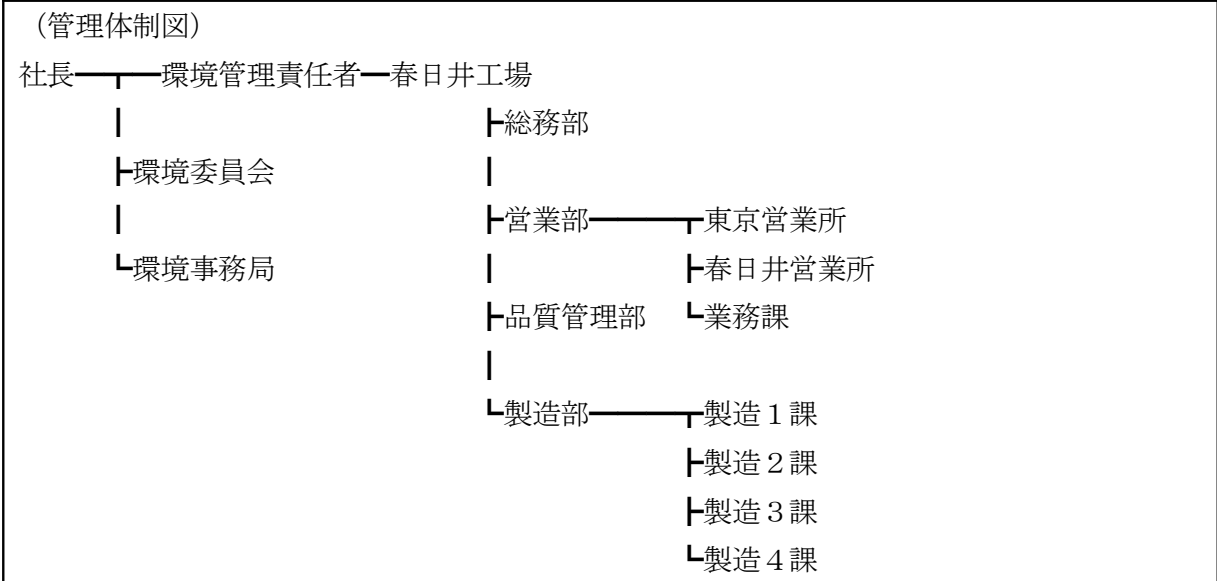 （管理体制図）
社長━┳━環境管理責任者━春日井工場
┃ ┣総務部
┣環境委員会 ┃
┃ ┣営業部━━━┳東京営業所
┗環境事務局 ┃ ┣春日井営業所
┣品質管理部 ┗業務課
┃
┗製造部━━━┳製造１課
┣製造２課
┣製造３課
┗製造４課